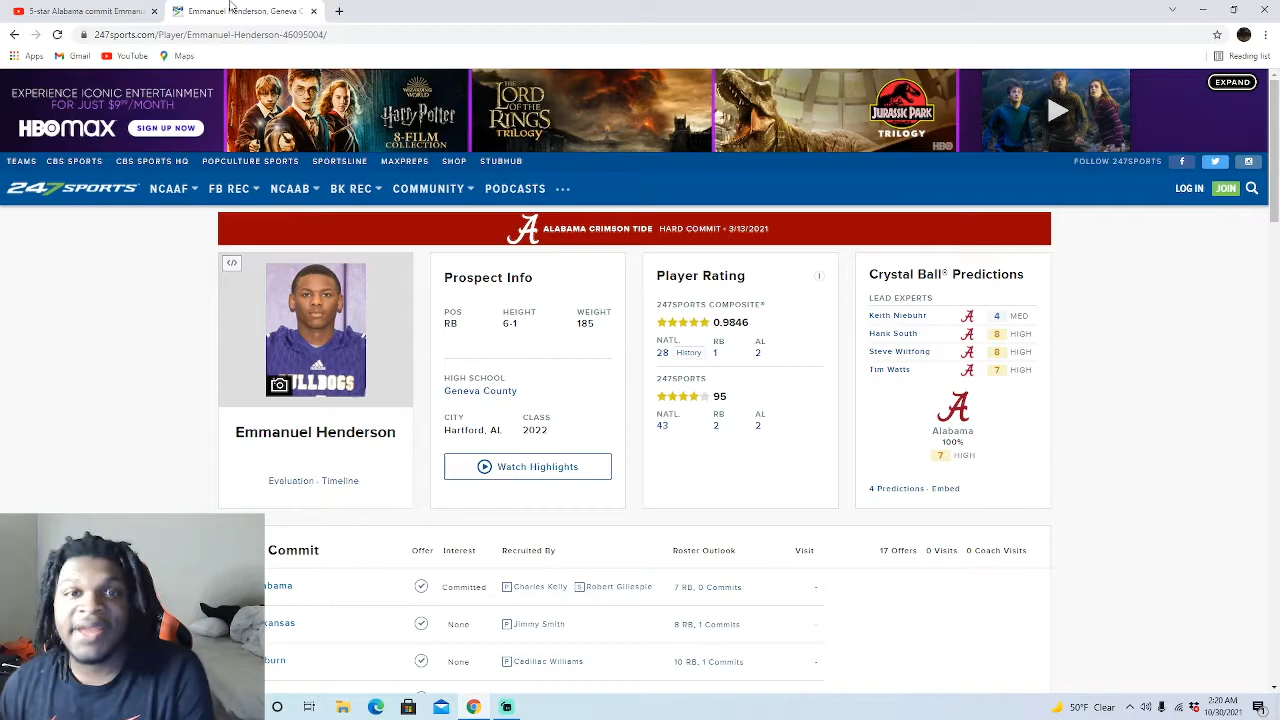 5-star Alabama commit Emmanu
Emmanuel Henderson, Geneva C
247sports.com/Player/Emmanuel-Henderson-46095004/
Apps Gmail YouTube Maps Reading list
EXPERIENCE ICONIC ENTERTAINMENT
FOR JUST $9.99/MONTH
HBOMAX SIGN UP NOW
WIZARDING WORLD
Harry Potter
8-FILM COLLECTION
THE LORD OF THE RINGS TRILOGY
JURASSIC PARK
TRILOGY
HBO
EXPAND
TEAMS CBS SPORTS CBS SPORTS HQ POPCULTURE SPORTS SPORTSLINE MAXPREPS SHOP STUBHUB FOLLOW 247SPORTS
247SPORTS NCAAF FB REC NCAAB BK REC COMMUNITY PODCASTS ... LOG IN JOIN
A ALABAMA CRIMSON TIDE HARD COMMIT - 3/13/2021
</>
BULLDOGS
Emmanuel Henderson
Evaluation · Timeline
Prospect Info
POS HEIGHT WEIGHT
RB 6-1 185
HIGH SCHOOL
Geneva County
CITY CLASS
Hartford, AL 2022
Watch Highlights
Player Rating
247SPORTS COMPOSITE®
0.9846
NATL. RB AL
28 History 1 2
247SPORTS
95
NATL. RB AL
43 2 2
Crystal Ball® Predictions
LEAD EXPERTS
Keith Niebuhr A 4 MED
Hank South A 8 HIGH
Steve Wiltfong A 8 HIGH
Tim Watts A 7 HIGH
A
Alabama
100%
7 HIGH
4 Predictions · Embed
Commit Offer Interest Recruited By Roster Outlook Visit 17 Offers 0 Visits 0 Coach Visits
abama Committed P Charles Kelly S Robert Gillespie 7 RB, 0 Commits -
kansas None P Jimmy Smith 8 RB, 1 Commits -
burn None P Cadillac Williams 10 RB, 1 Commits -
50°F Clear 2:20 AM
10/30/2021